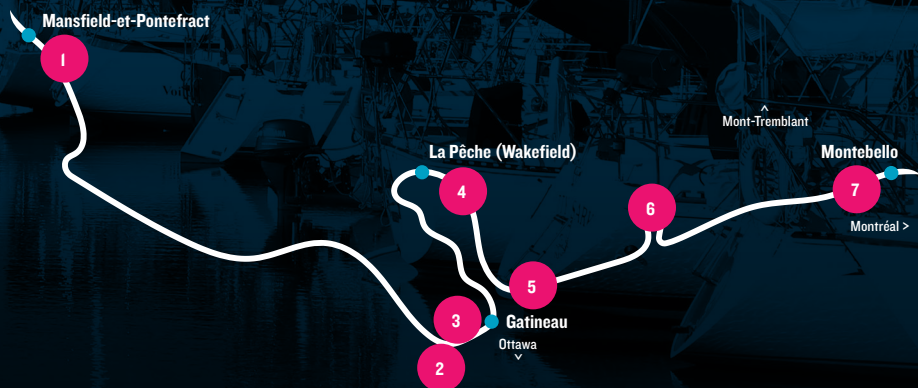 Mansfield-et-Pontefract
1
Mont-Tremblant
La Pêche (Wakefield)
Montebello
4
7
6
Montréal >
5
3
Gatineau
Ottawa
2